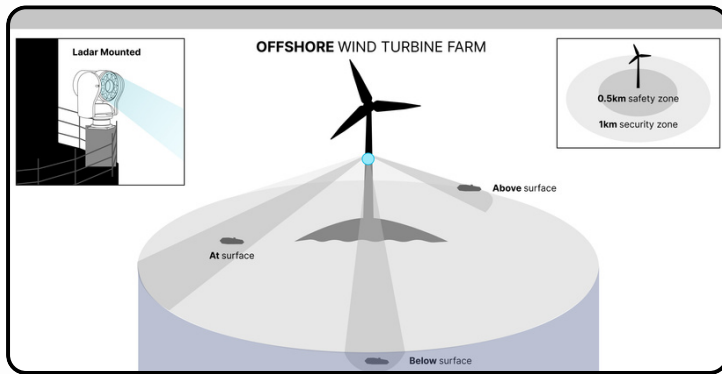 OFFSHORE WIND TURBINE FARM
Ladar Mounted
0.5km safety zone
1km security zone
Above surface
At surface
Below surface